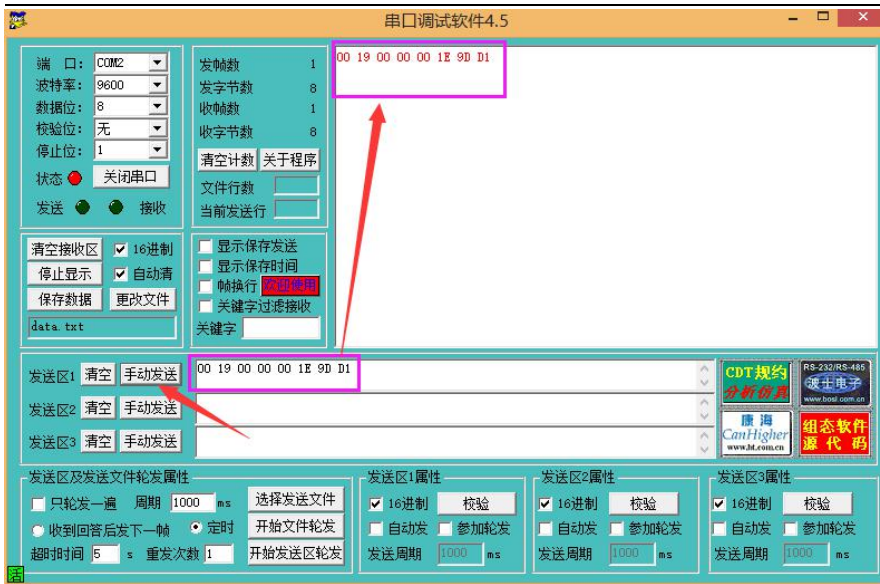 串口调试软件4.5
端 口: COM2
波特率: 9600
数据位: 8
校验位: 无
停止位: 1
状态 关闭串口
发送 接收
发帧数 1
发字节数 8
收帧数 1
收字节数 8
清空计数 关于程序
文件行数
当前发送行
00 19 00 00 00 1E 9D D1
清空接收区 16进制
停止显示 自动清
保存数据 更改文件
data.txt
显示保存发送
显示保存时间
帧换行 欢迎使用
关键字过滤接收
关键字
发送区1 清空 手动发送 00 19 00 00 00 1E 9D D1
发送区2 清空 手动发送
发送区3 清空 手动发送
CDT规约
分析仿真
RS-232/RS-485
波士电子
www.bosi.com.cn
康海
CanHigher
www.ht.com.cn
组态软件
源代码
发送区及发送文件轮发属性
只轮发一遍 周期 1000 ms 选择发送文件
收到回答后发下一帧 定时 开始文件轮发
超时时间 5 s 重发次数 1 开始发送区轮发
发送区1属性
16进制 校验
自动发 参加轮发
发送周期 1000 ms
发送区2属性
16进制 校验
自动发 参加轮发
发送周期 1000 ms
发送区3属性
16进制 校验
自动发 参加轮发
发送周期 1000 ms
活